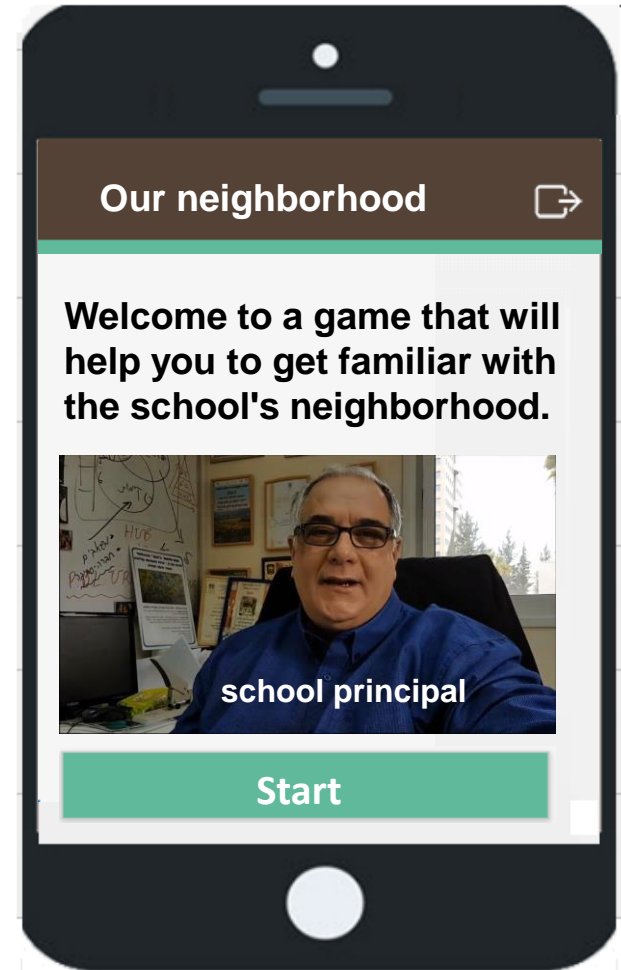 Our neighborhood
Welcome to a game that will
help you to get familiar with
the school's neighborhood.
HUB
school principal
Start